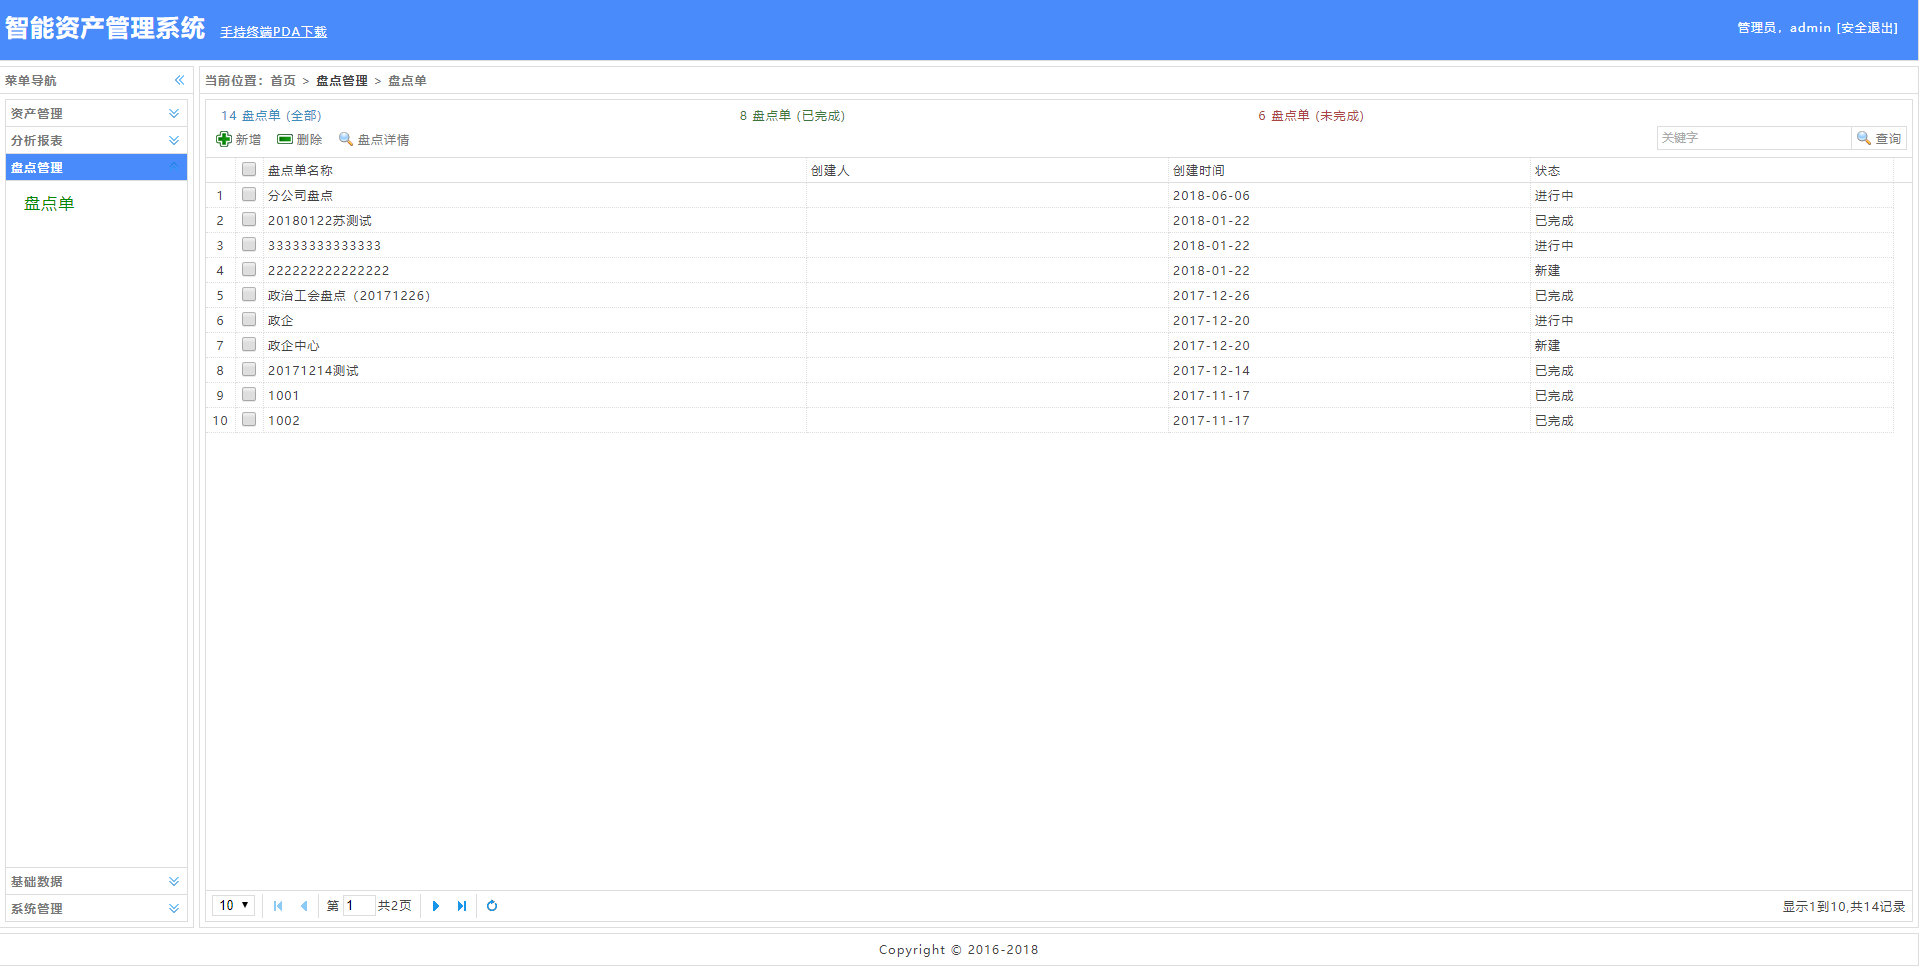 智能资产管理系统 手持终端PDA下载 管理员，admin [安全退出]
菜单导航
资产管理
分析报表
盘点管理
盘点单
基础数据
系统管理
当前位置：首页 > 盘点管理 > 盘点单
14 盘点单 (全部) 8 盘点单 (已完成) 6 盘点单 (未完成)
新增 删除 盘点详情 关键字 查询
盘点单名称 创建人 创建时间 状态
1 分公司盘点 2018-06-06 进行中
2 20180122苏测试 2018-01-22 已完成
3 33333333333333 2018-01-22 进行中
4 222222222222222 2018-01-22 新建
5 政治工会盘点（20171226） 2017-12-26 已完成
6 政企 2017-12-20 进行中
7 政企中心 2017-12-20 新建
8 20171214测试 2017-12-14 已完成
9 1001 2017-11-17 已完成
10 1002 2017-11-17 已完成
10 第 1 共2页 显示1到10,共14记录
Copyright © 2016-2018